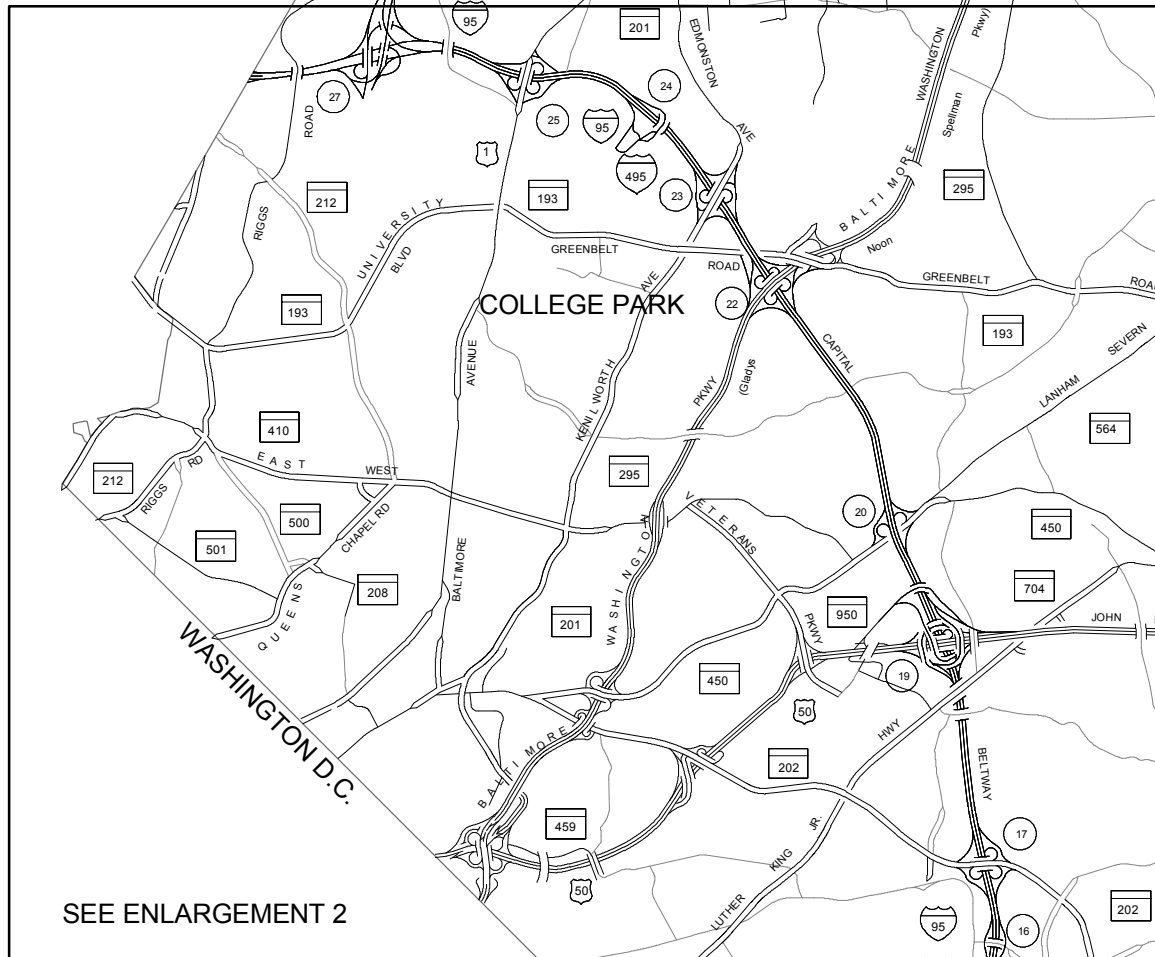 95
201
EDMONSTON
AVE
WASHINGTON
Pkwy)
24
27
ROAD
25
95
Spellman
1
495
BALTIMORE
212
193
23
295
RIGGS
UNIVERSITY
BLVD
GREENBELT
ROAD
Noon
GREENBELT
ROA
AVE
COLLEGE PARK
22
193
193
CAPITAL
SEVERN
AVENUE
KENILWORTH
PKWY
(Gladys
LANHAM
410
564
EAST
WEST
RD
212
RIGGS
295
VETERANS
20
500
CHAPEL RD
450
501
WASHINGTON
BALTIMORE
208
704
QUEENS
201
950
PKWY
JOHN
WASHINGTON D.C.
450
19
50
HWY
BALTIMORE
202
BELTWAY
459
JR.
17
KING
50
LUTHER
202
SEE ENLARGEMENT 2
95
16